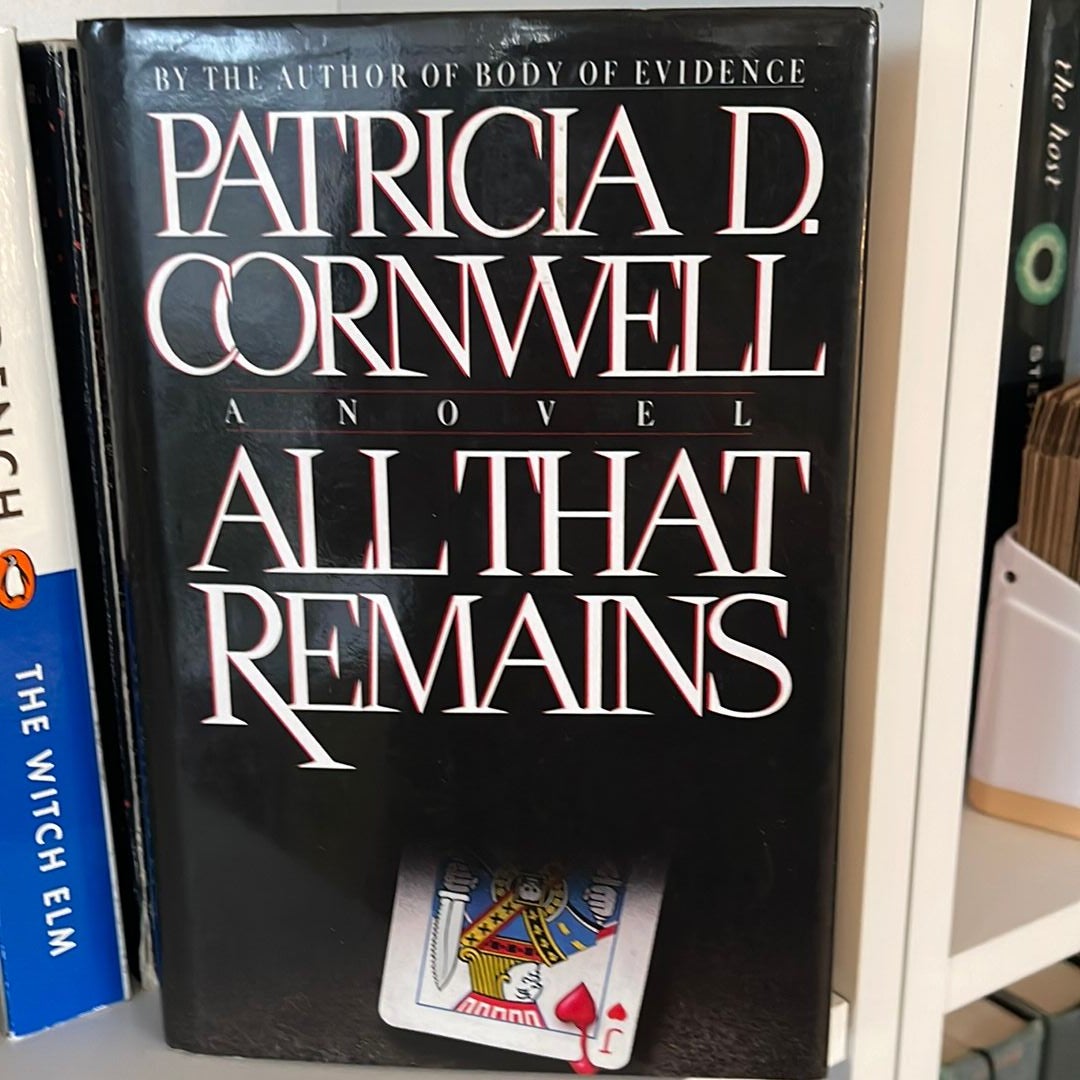 BY THE AUTHOR OF BODY OF EVIDENCE
PATRICIA D.
CORNWELL
A NOVEL
ALL THAT
REMAINS
J
THE WITCH ELM
the host